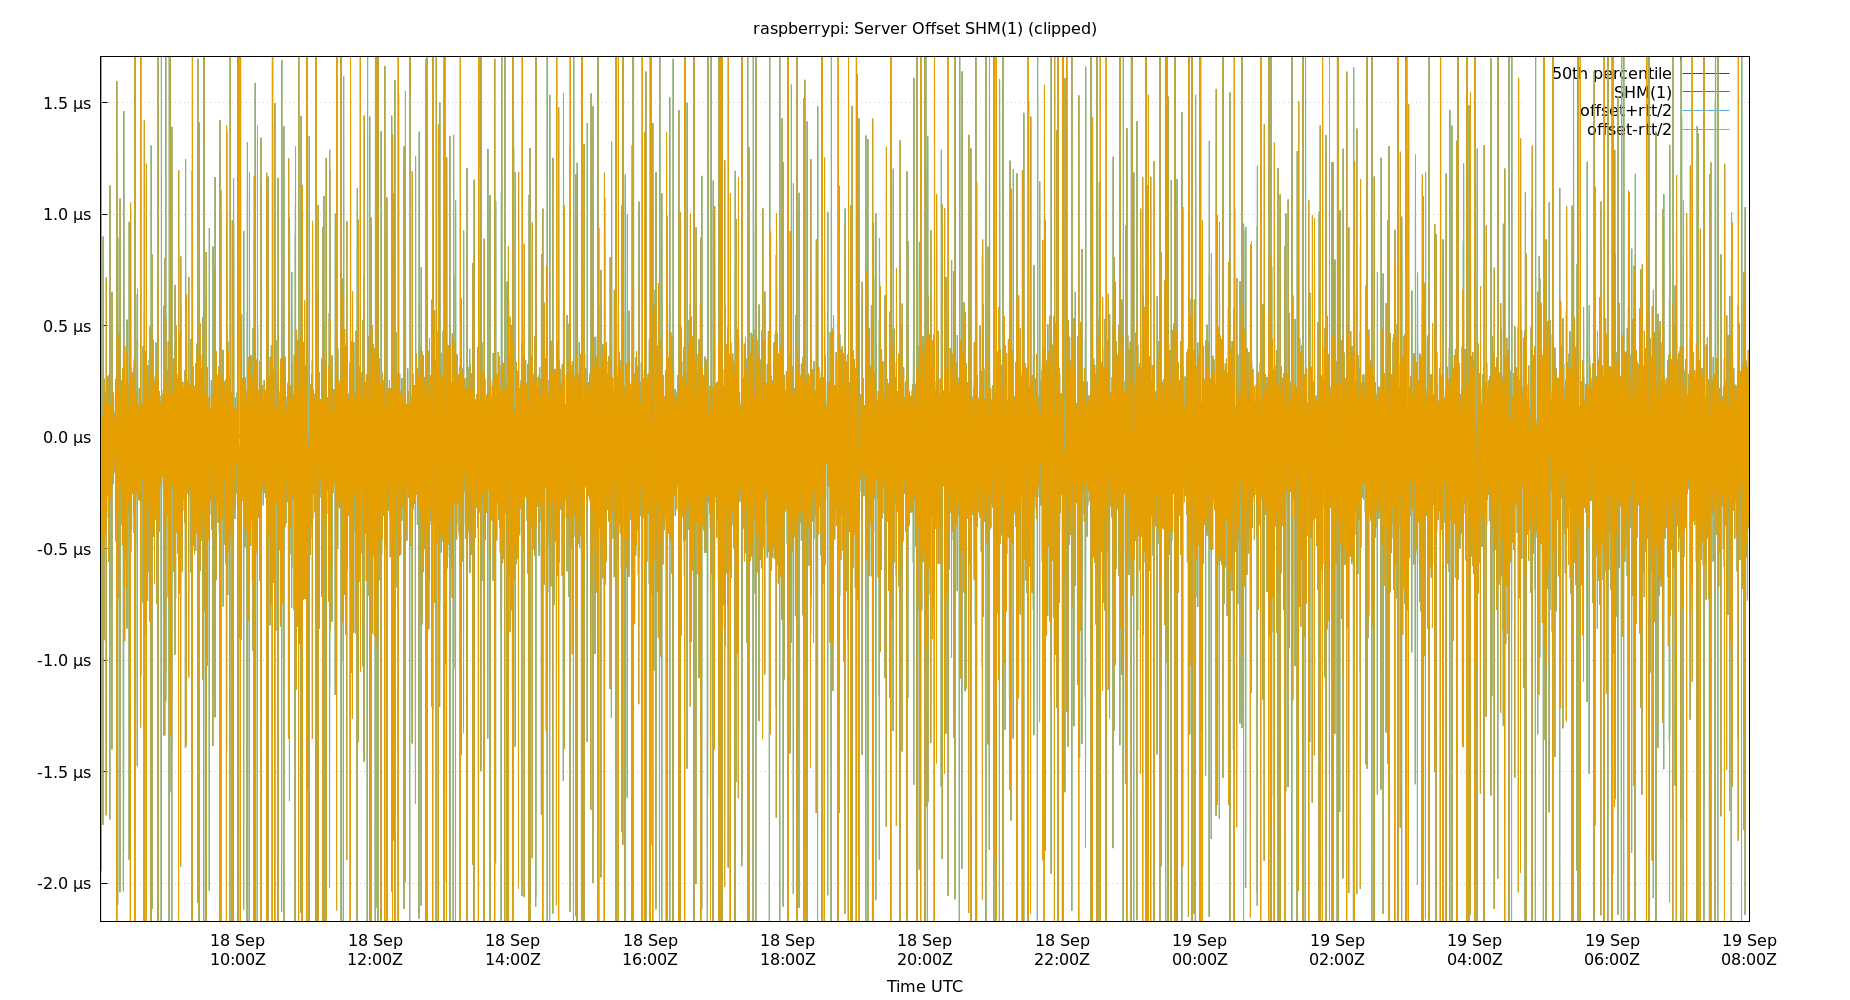 raspberrypi: Server Offset SHM(1) (clipped)
50th percentile
SHM(1)
offset+rtt/2
offset-rtt/2
1.5 µs
1.0 µs
0.5 µs
0.0 µs
-0.5 µs
-1.0 µs
-1.5 µs
-2.0 µs
18 Sep 18 Sep 18 Sep 18 Sep 18 Sep 18 Sep 18 Sep 19 Sep 19 Sep 19 Sep 19 Sep 19 Sep
10:00Z 12:00Z 14:00Z 16:00Z 18:00Z 20:00Z 22:00Z 00:00Z 02:00Z 04:00Z 06:00Z 08:00Z
Time UTC